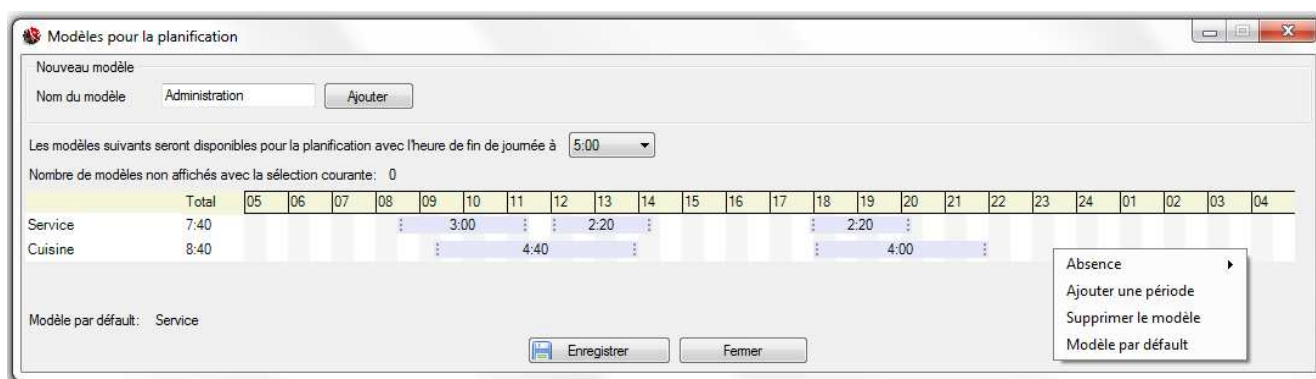 Modèles pour la planification
Nouveau modèle
Nom du modèle Administration Ajouter
Les modèles suivants seront disponibles pour la planification avec l'heure de fin de journée à 5:00
Nombre de modèles non affichés avec la sélection courante: 0
Total 05 06 07 08 09 10 11 12 13 14 15 16 17 18 19 20 21 22 23 24 01 02 03 04
Service 7:40 3:00 2:20 2:20
Cuisine 8:40 4:40 4:00
Absence
Ajouter une période
Supprimer le modèle
Modèle par défault
Modèle par défault: Service
Enregistrer Fermer